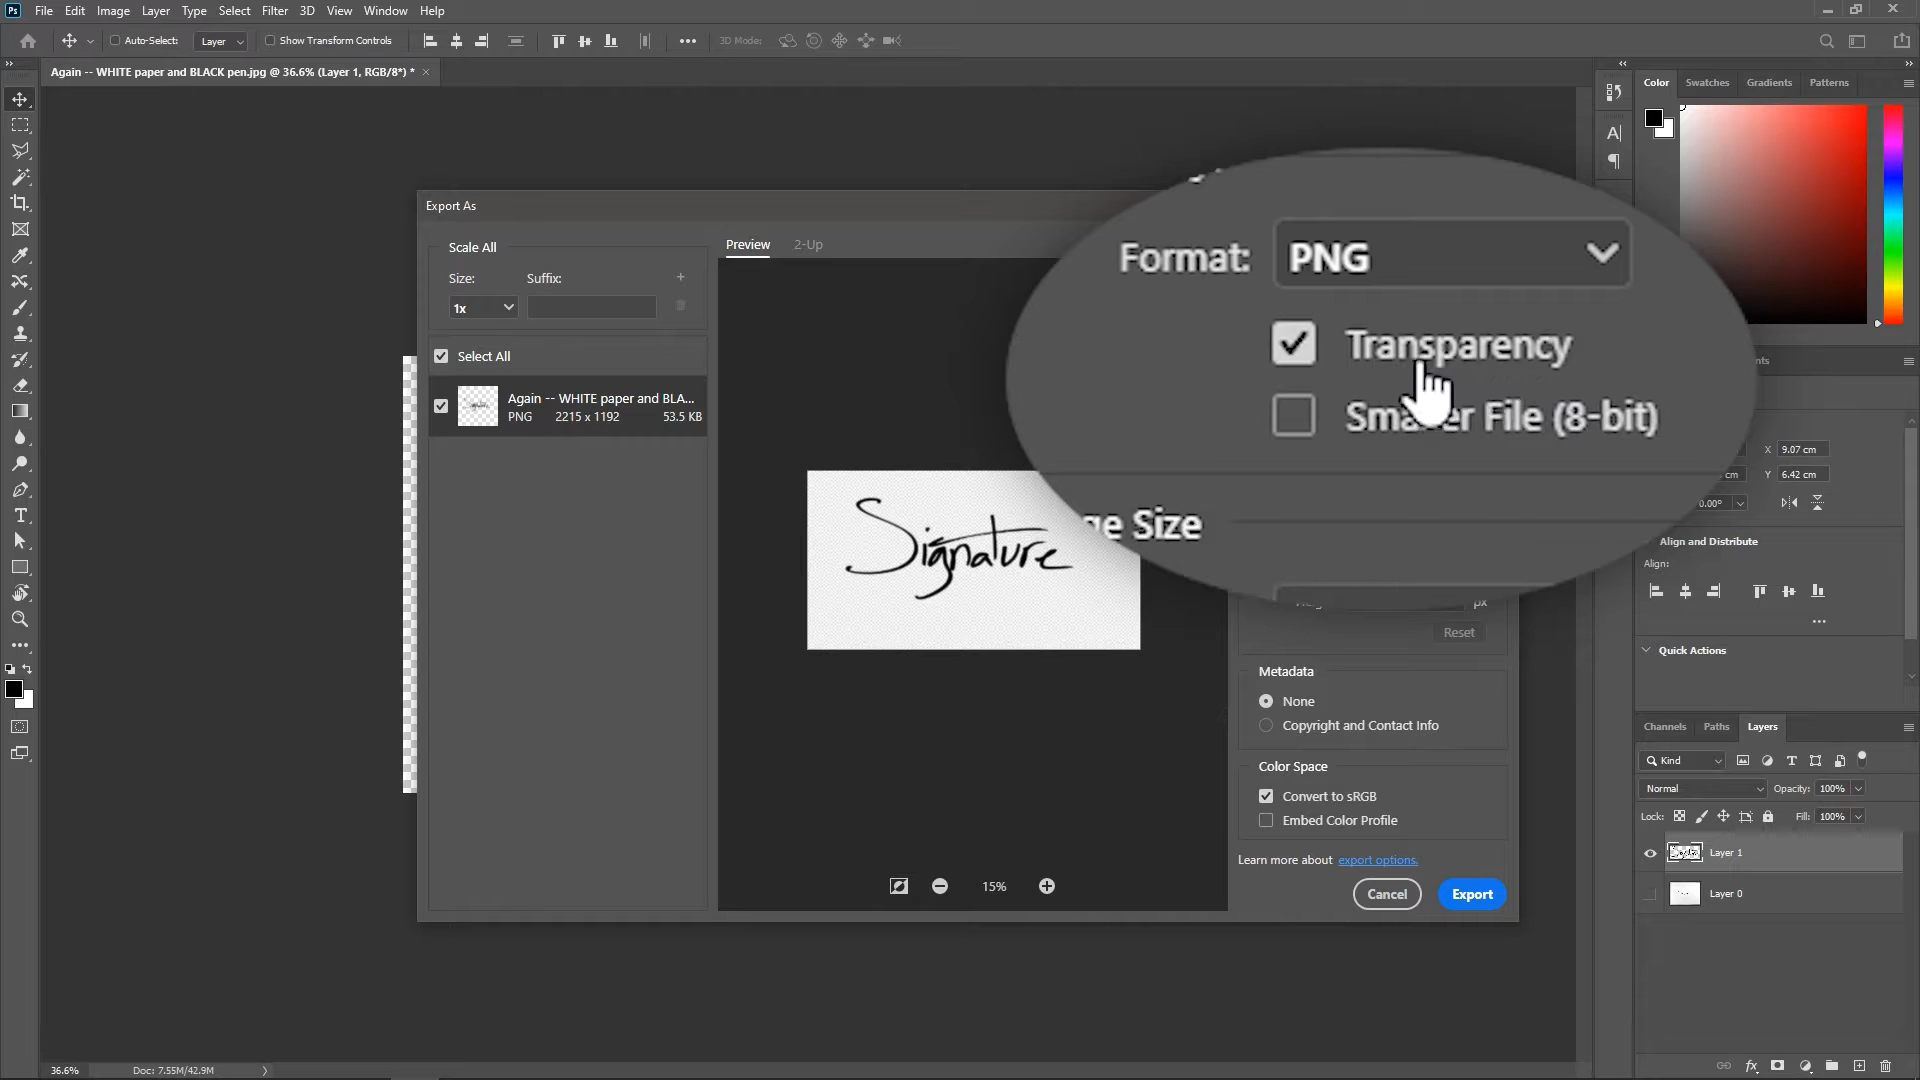 Ps File Edit Image Layer Type Select Filter 3D View Window Help
Auto-Select: Layer Show Transform Controls 3D Mode:
Again -- WHITE paper and BLACK pen.jpg @ 36.6% (Layer 1, RGB/8*) * ×
Color Swatches Gradients Patterns
Export As
Scale All
Size: Suffix:
1x
Select All
Again -- WHITE paper and BLA...
PNG 2215 x 1192 53.5 KB
Preview 2-Up
Signature
15%
Format: PNG
Transparency
File (8-bit)
Size
px
Reset
Metadata
None
Copyright and Contact Info
Color Space
Convert to sRGB
Embed Color Profile
Learn more about export options.
Cancel Export
X 9.07 cm
cm Y 6.42 cm
0.00°
Align and Distribute
Align:
Quick Actions
Channels Paths Layers
Kind
Normal Opacity: 100%
Lock: Fill: 100%
Layer 1
Layer 0
fx
36.6% Doc: 7.55M/42.9M